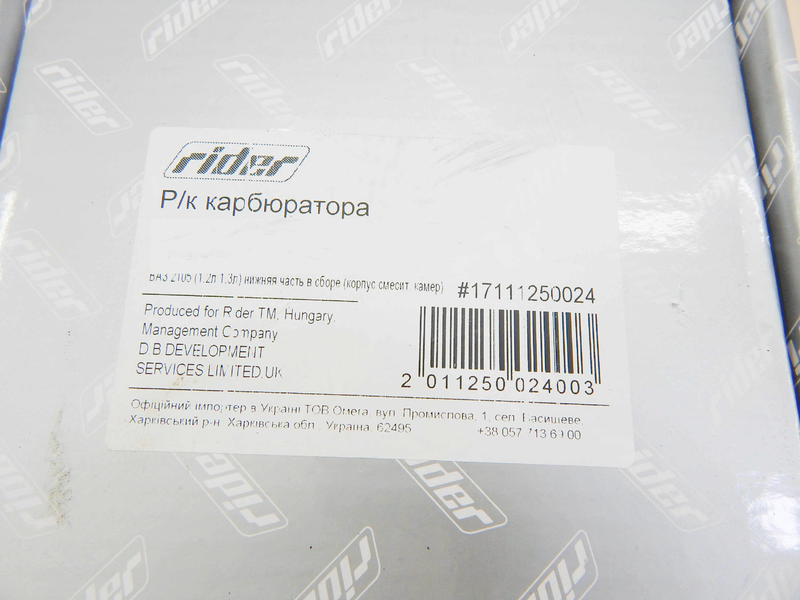 rider
Р/к карбюратора
ВАЗ 2105 (1.2л 1.3л) нижняя часть в сборе (корпус смесит. камер)
#17111250024
Produced for Rider TM, Hungary.
Management Company
D B DEVELOPMENT
SERVICES LIMITED,UK
2 011250 024003
Офіційний імпортер в Україні ТОВ Омега, вул. Промислова, 1, сел. Васищеве,
Харківський р-н, Харківська обл., Україна, 62495
+38 057 713 69 00